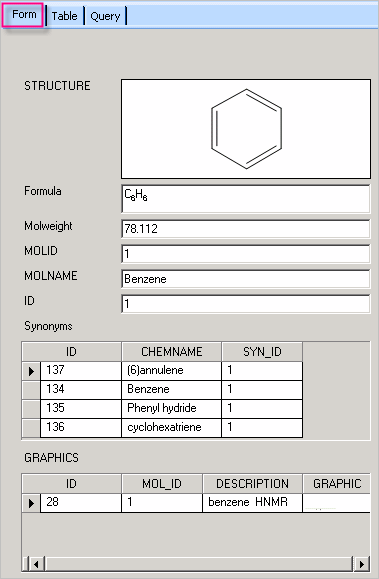 Form Table Query
STRUCTURE
Formula C₆H₆
Molweight 78.112
MOLID 1
MOLNAME Benzene
ID 1
Synonyms
ID CHEMNAME SYN_ID
137 (6)annulene 1
134 Benzene 1
135 Phenyl hydride 1
136 cyclohexatriene 1
GRAPHICS
ID MOL_ID DESCRIPTION GRAPHIC
28 1 benzene HNMR